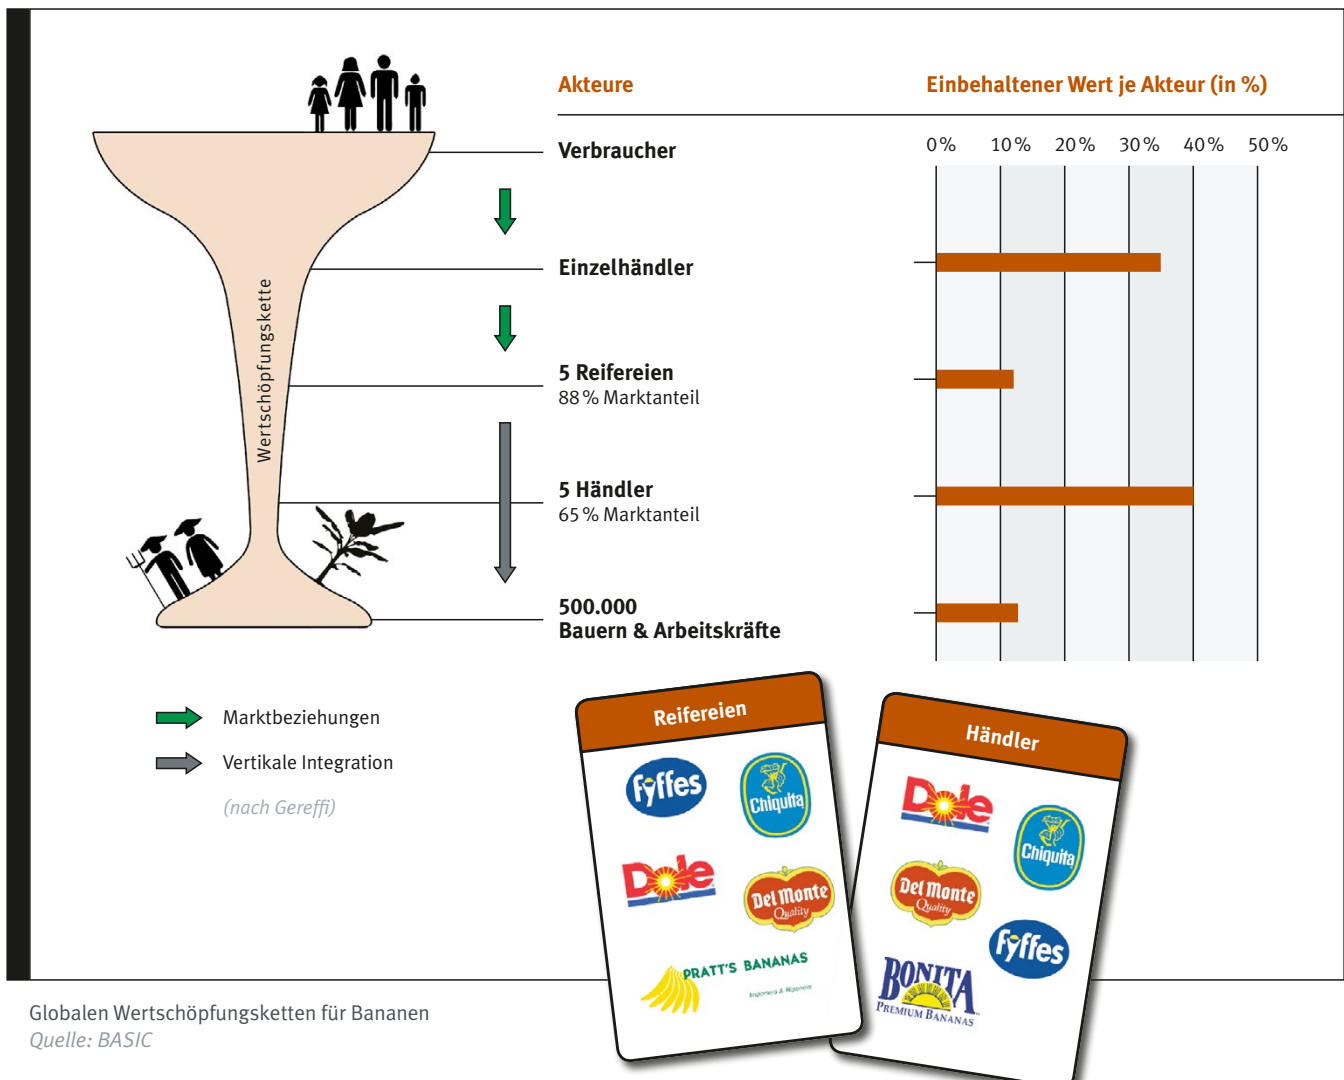 Akteure
Einbehaltener Wert je Akteur (in %)
0 % 10 % 20 % 30 % 40 % 50 %
Verbraucher
Einzelhändler
5 Reifereien
88 % Marktanteil
5 Händler
65 % Marktanteil
500.000
Bauern & Arbeitskräfte
Wertschöpfungskette
Marktbeziehungen
Vertikale Integration
(nach Gereffi)
Reifereien
Fyffes
Chiquita
Dole
Del Monte
Quality
PRATT'S BANANAS
Importers & Ripeners
Händler
Dole
Chiquita
Del Monte
Quality
Fyffes
BONITA
PREMIUM BANANAS
Globalen Wertschöpfungsketten für Bananen
Quelle: BASIC